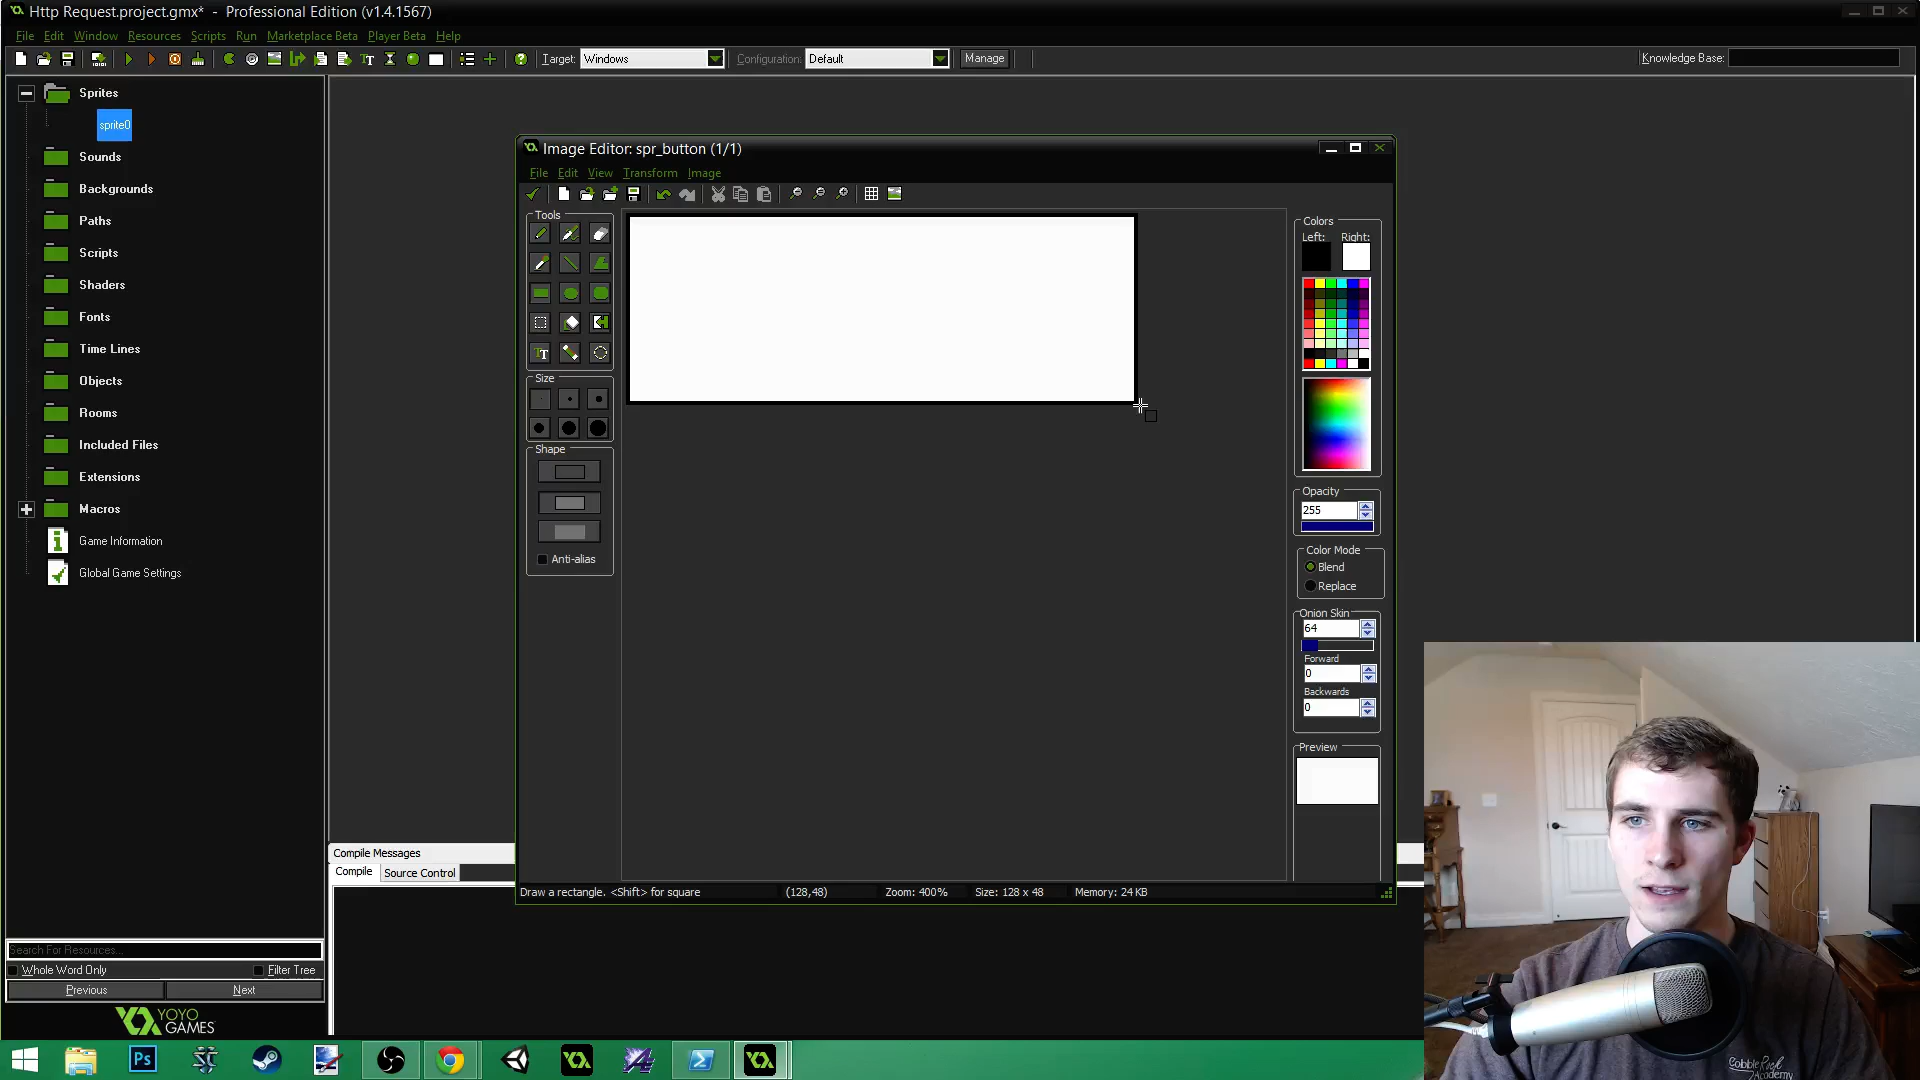 Http Request.project.gmx* - Professional Edition (v1.4.1567)
File Edit Window Resources Scripts Run Marketplace Beta Player Beta Help
Target: Windows Configuration: Default Manage Knowledge Base:
Sprites
sprite0
Sounds
Backgrounds
Paths
Scripts
Shaders
Fonts
Time Lines
Objects
Rooms
Included Files
Extensions
Macros
Game Information
Global Game Settings
Image Editor: spr_button (1/1)
File Edit View Transform Image
Tools
Size
Shape
Anti-alias
Colors
Left: Right:
Opacity
255
Color Mode
Blend
Replace
Onion Skin
64
Forward
0
Backwards
0
Preview
Draw a rectangle. <Shift> for square (128,48) Zoom: 400% Size: 128 x 48 Memory: 24 KB
Compile Messages
Compile Source Control
Search For Resources...
Whole Word Only Filter Tree
Previous Next
YOYO
GAMES
Ps
CobbleRock
Academy